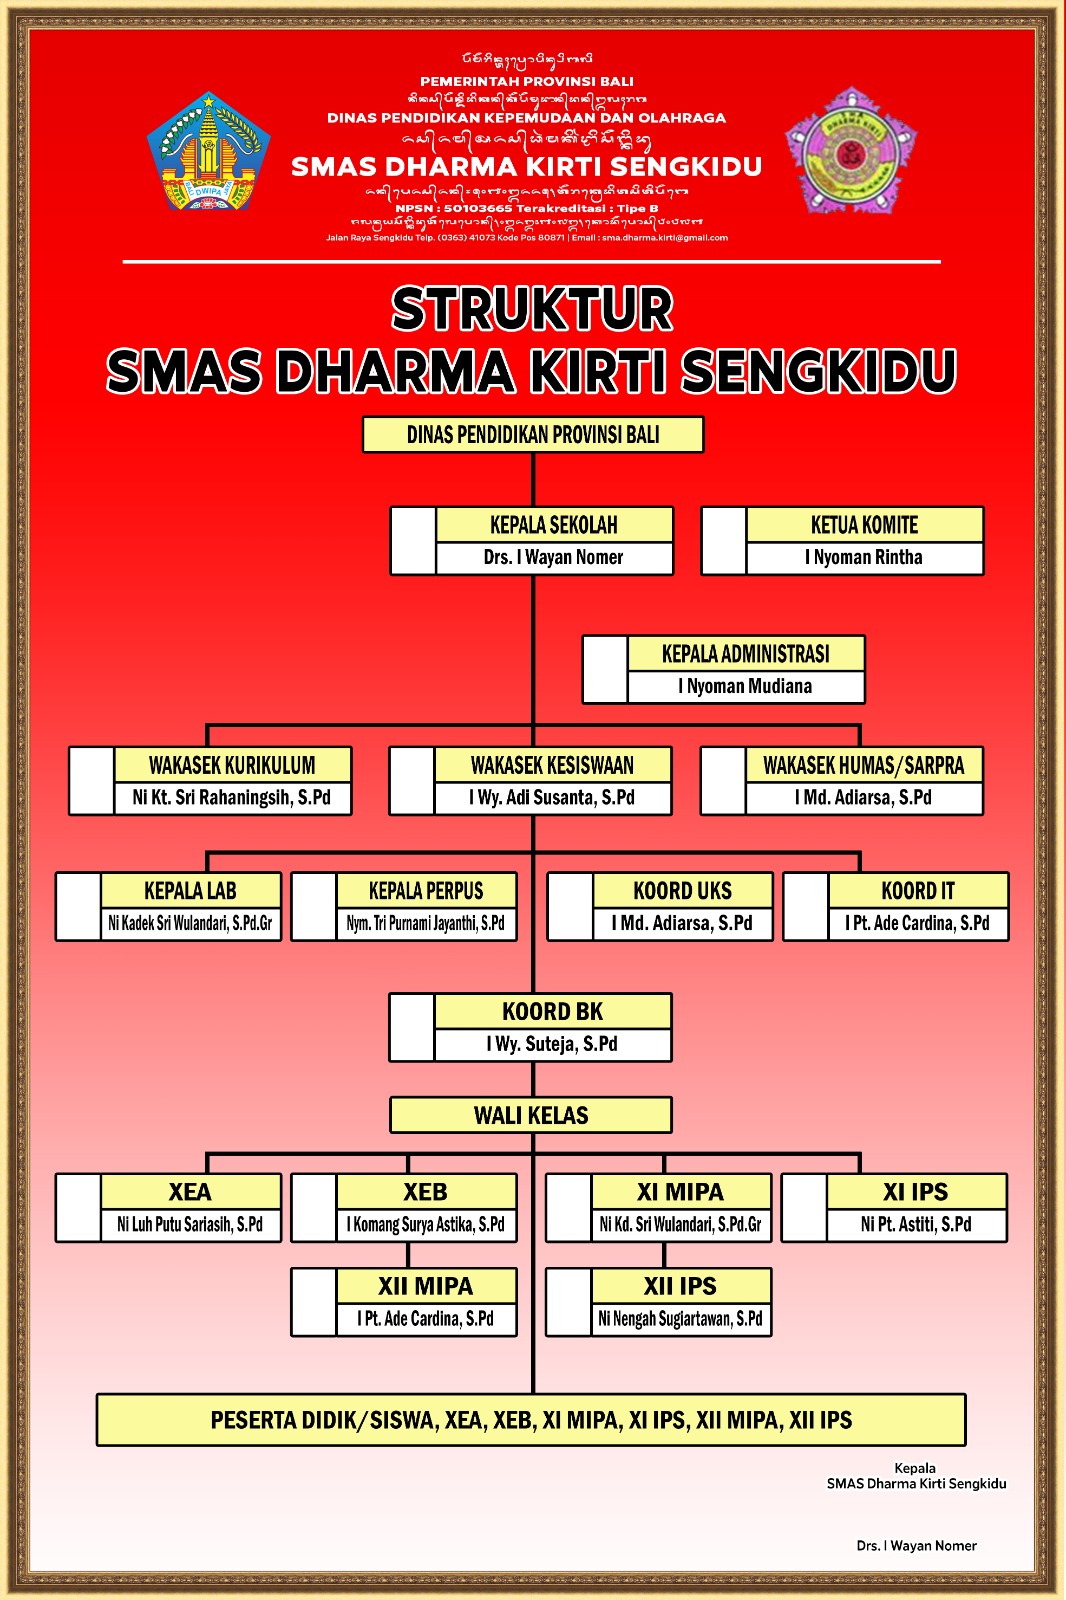 PEMERINTAH PROVINSI BALI
DINAS PENDIDIKAN KEPEMUDAAN DAN OLAHRAGA
SMAS DHARMA KIRTI SENGKIDU
NPSN : 50103665 Terakreditasi : Tipe B
Jalan Raya Sengkidu Telp. (0363) 41073 Kode Pos 80871 | Email : sma.dharma.kirti@gmail.com
BALI DWIPA JAYA
DHARMA KIRTI
STRUKTUR
SMAS DHARMA KIRTI SENGKIDU
DINAS PENDIDIKAN PROVINSI BALI
KEPALA SEKOLAH
Drs. I Wayan Nomer
KETUA KOMITE
I Nyoman Rintha
KEPALA ADMINISTRASI
I Nyoman Mudiana
WAKASEK KURIKULUM
Ni Kt. Sri Rahaningsih, S.Pd
WAKASEK KESISWAAN
I Wy. Adi Susanta, S.Pd
WAKASEK HUMAS/SARPRA
I Md. Adiarsa, S.Pd
KEPALA LAB
Ni Kadek Sri Wulandari, S.Pd.Gr
KEPALA PERPUS
Nym. Tri Purnami Jayanthi, S.Pd
KOORD UKS
I Md. Adiarsa, S.Pd
KOORD IT
I Pt. Ade Cardina, S.Pd
KOORD BK
I Wy. Suteja, S.Pd
WALI KELAS
XEA
Ni Luh Putu Sariasih, S.Pd
XEB
I Komang Surya Astika, S.Pd
XI MIPA
Ni Kd. Sri Wulandari, S.Pd.Gr
XI IPS
Ni Pt. Astiti, S.Pd
XII MIPA
I Pt. Ade Cardina, S.Pd
XII IPS
Ni Nengah Sugiartawan, S.Pd
PESERTA DIDIK/SISWA, XEA, XEB, XI MIPA, XI IPS, XII MIPA, XII IPS
Kepala
SMAS Dharma Kirti Sengkidu
Drs. I Wayan Nomer